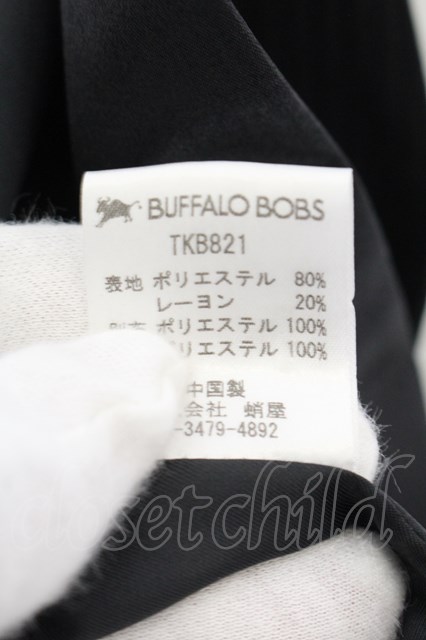 BUFFALO BOBS
TKB821
表地 ポリエステル 80%
レーヨン 20%
別布 ポリエステル 100%
リエステル 100%
中国製
会社 蛸屋
-3479-4892
closetchild